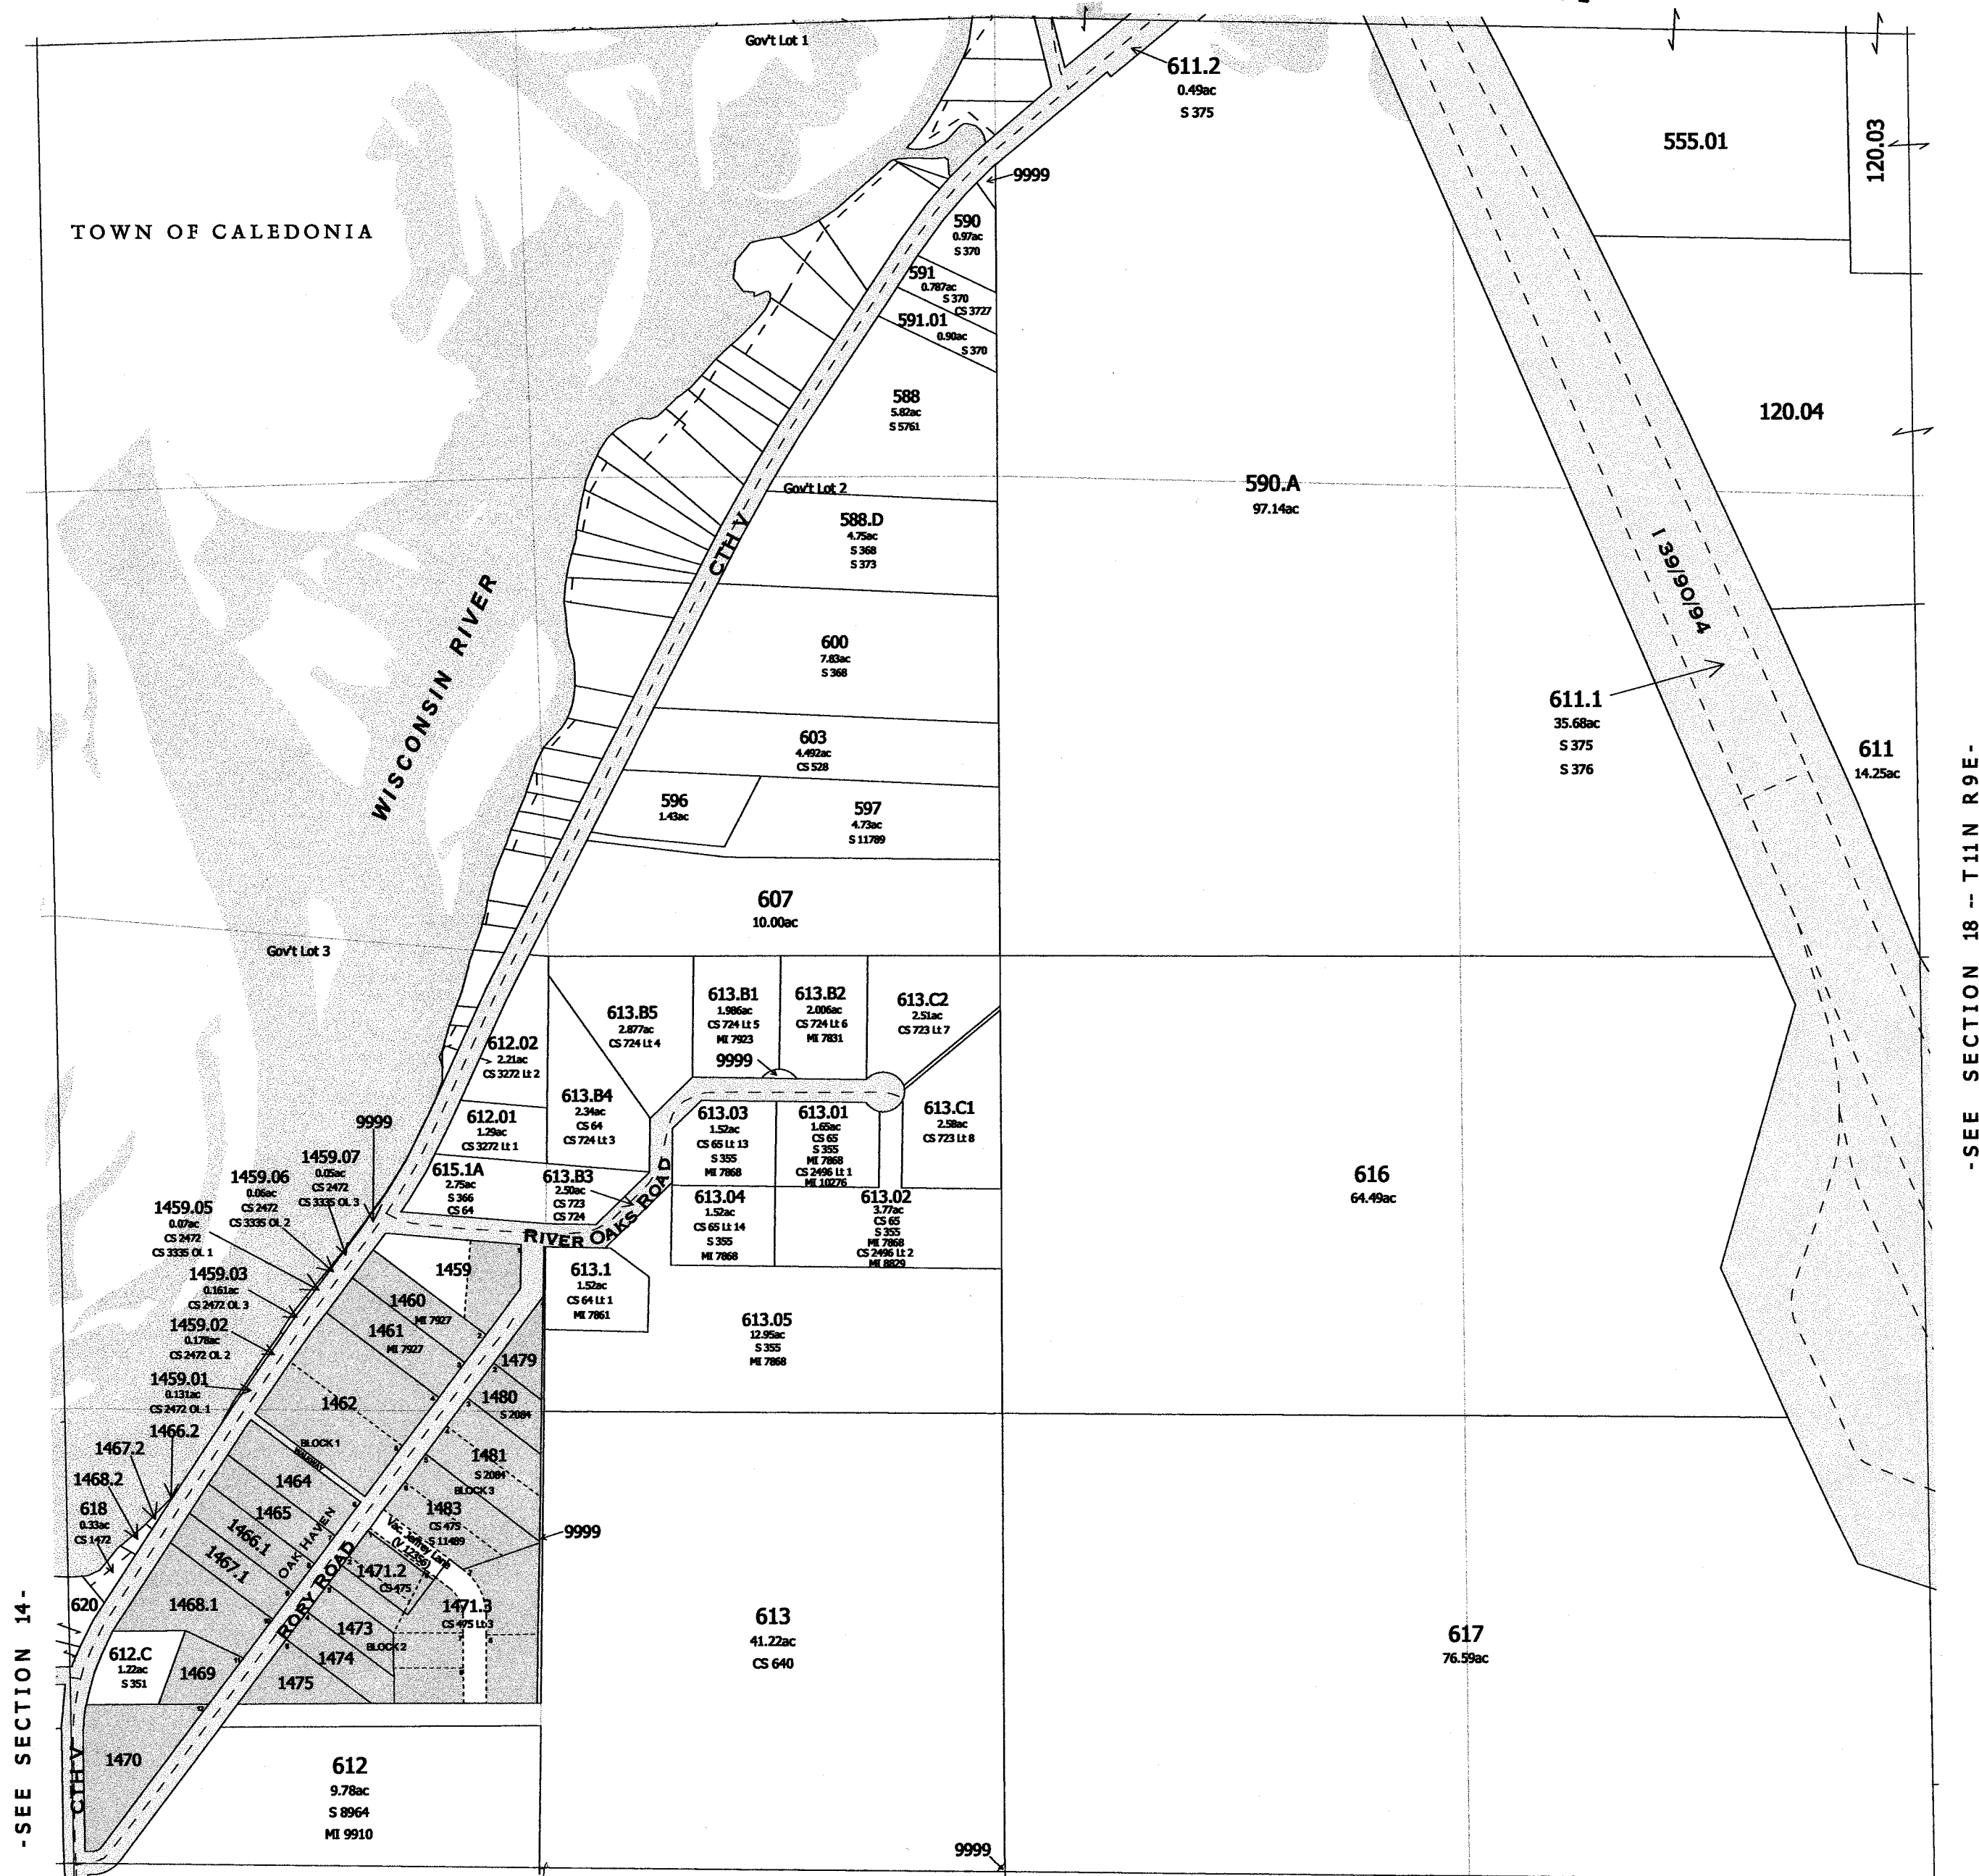 Gov't Lot 1
611.2
0.49ac
S 375
555.01
120.03
9999
TOWN OF CALEDONIA
590
0.97ac
S 370
591
0.787ac
S 370
CS 3727
591.01
0.90ac
S 370
588
5.82ac
S 5761
120.04
Gov't Lot 2
590.A
97.14ac
588.D
4.75ac
S 368
S 373
CTH V
I 39/90/94
WISCONSIN RIVER
600
7.83ac
S 368
611.1
35.68ac
S 375
S 376
603
4.492ac
CS 528
611
14.25ac
596
1.43ac
597
4.73ac
S 11789
-SEE SECTION 18 -- T11N R9E-
607
10.00ac
Gov't Lot 3
613.B5
2.877ac
CS 724 Lt 4
613.B1
1.986ac
CS 724 Lt 5
MI 7923
613.B2
2.006ac
CS 724 Lt 6
MI 7831
613.C2
2.51ac
CS 723 Lt 7
612.02
2.21ac
CS 3272 Lt 2
9999
613.B4
2.34ac
CS 64
CS 724 Lt 3
612.01
1.29ac
CS 3272 Lt 1
613.03
1.52ac
CS 65 Lt 13
S 355
MI 7868
613.01
1.65ac
CS 65
S 355
MI 7868
CS 2496 Lt 1
MI 10276
613.C1
2.58ac
CS 723 Lt 8
9999
1459.07
0.05ac
CS 2472
CS 3335 OL 3
1459.06
0.06ac
CS 2472
CS 3335 OL 2
1459.05
0.07ac
CS 2472
CS 3335 OL 1
615.1A
2.75ac
S 366
CS 64
613.B3
2.50ac
CS 723
CS 724
RIVER OAKS ROAD
613.04
1.52ac
CS 65 Lt 14
S 355
MI 7868
613.02
3.77ac
CS 65
S 355
MI 7868
CS 2496 Lt 2
MI 8829
616
64.49ac
1459.03
0.161ac
CS 2472 OL 3
1459.02
0.178ac
CS 2472 OL 2
1459.01
0.131ac
CS 2472 OL 1
1459
1460
MI 7927
1461
MI 7927
613.1
1.52ac
CS 64 Lt 1
MI 7861
613.05
12.95ac
S 355
MI 7868
1479
1480
S 2084
1462
1466.2
1467.2
1468.2
618
0.33ac
CS 1472
BLOCK 1
WALKWAY
1481
S 2084
BLOCK 3
1464
1465
1466.1
1467.1
1468.1
OAK HAVEN
RORY ROAD
1483
CS 475
S 11489
Vac. Jeffrey Lane
(V 12356)
9999
1471.2
CS 475
1471.3
CS 475 Lt 3
620
1473
BLOCK 2
1474
1475
612.C
1.22ac
S 351
1469
613
41.22ac
CS 640
617
76.59ac
-SEE SECTION 14-
1470
CTH V
612
9.78ac
S 8964
MI 9910
9999